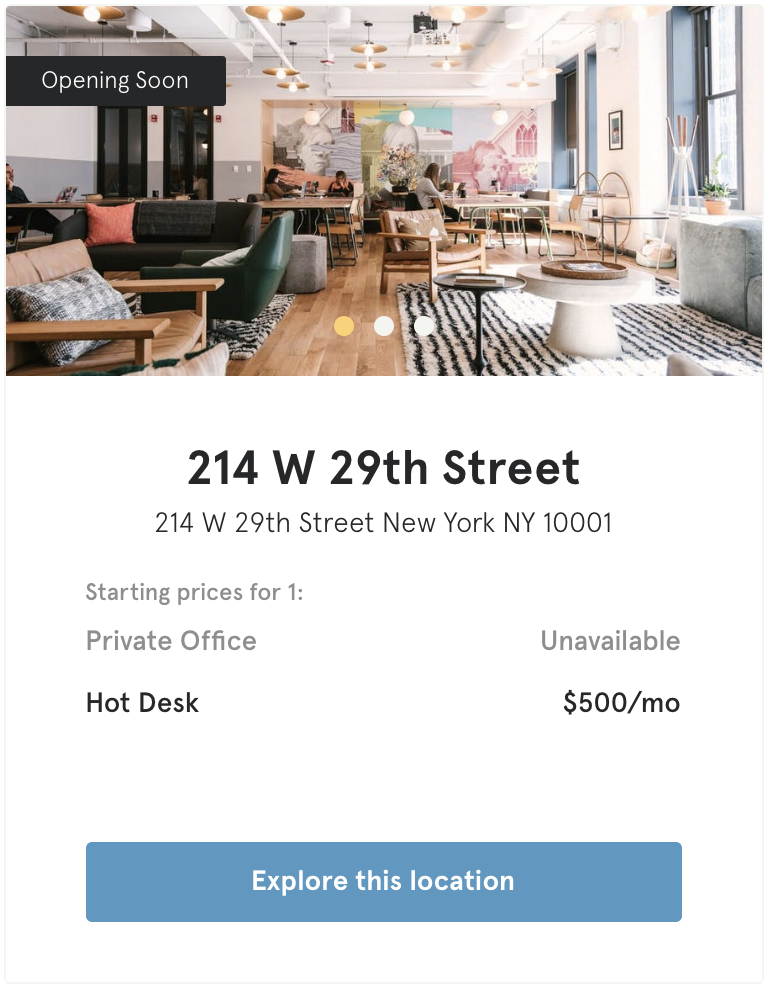 Opening Soon
214 W 29th Street
214 W 29th Street New York NY 10001
Starting prices for 1:
Private Office Unavailable
Hot Desk $500/mo
Explore this location